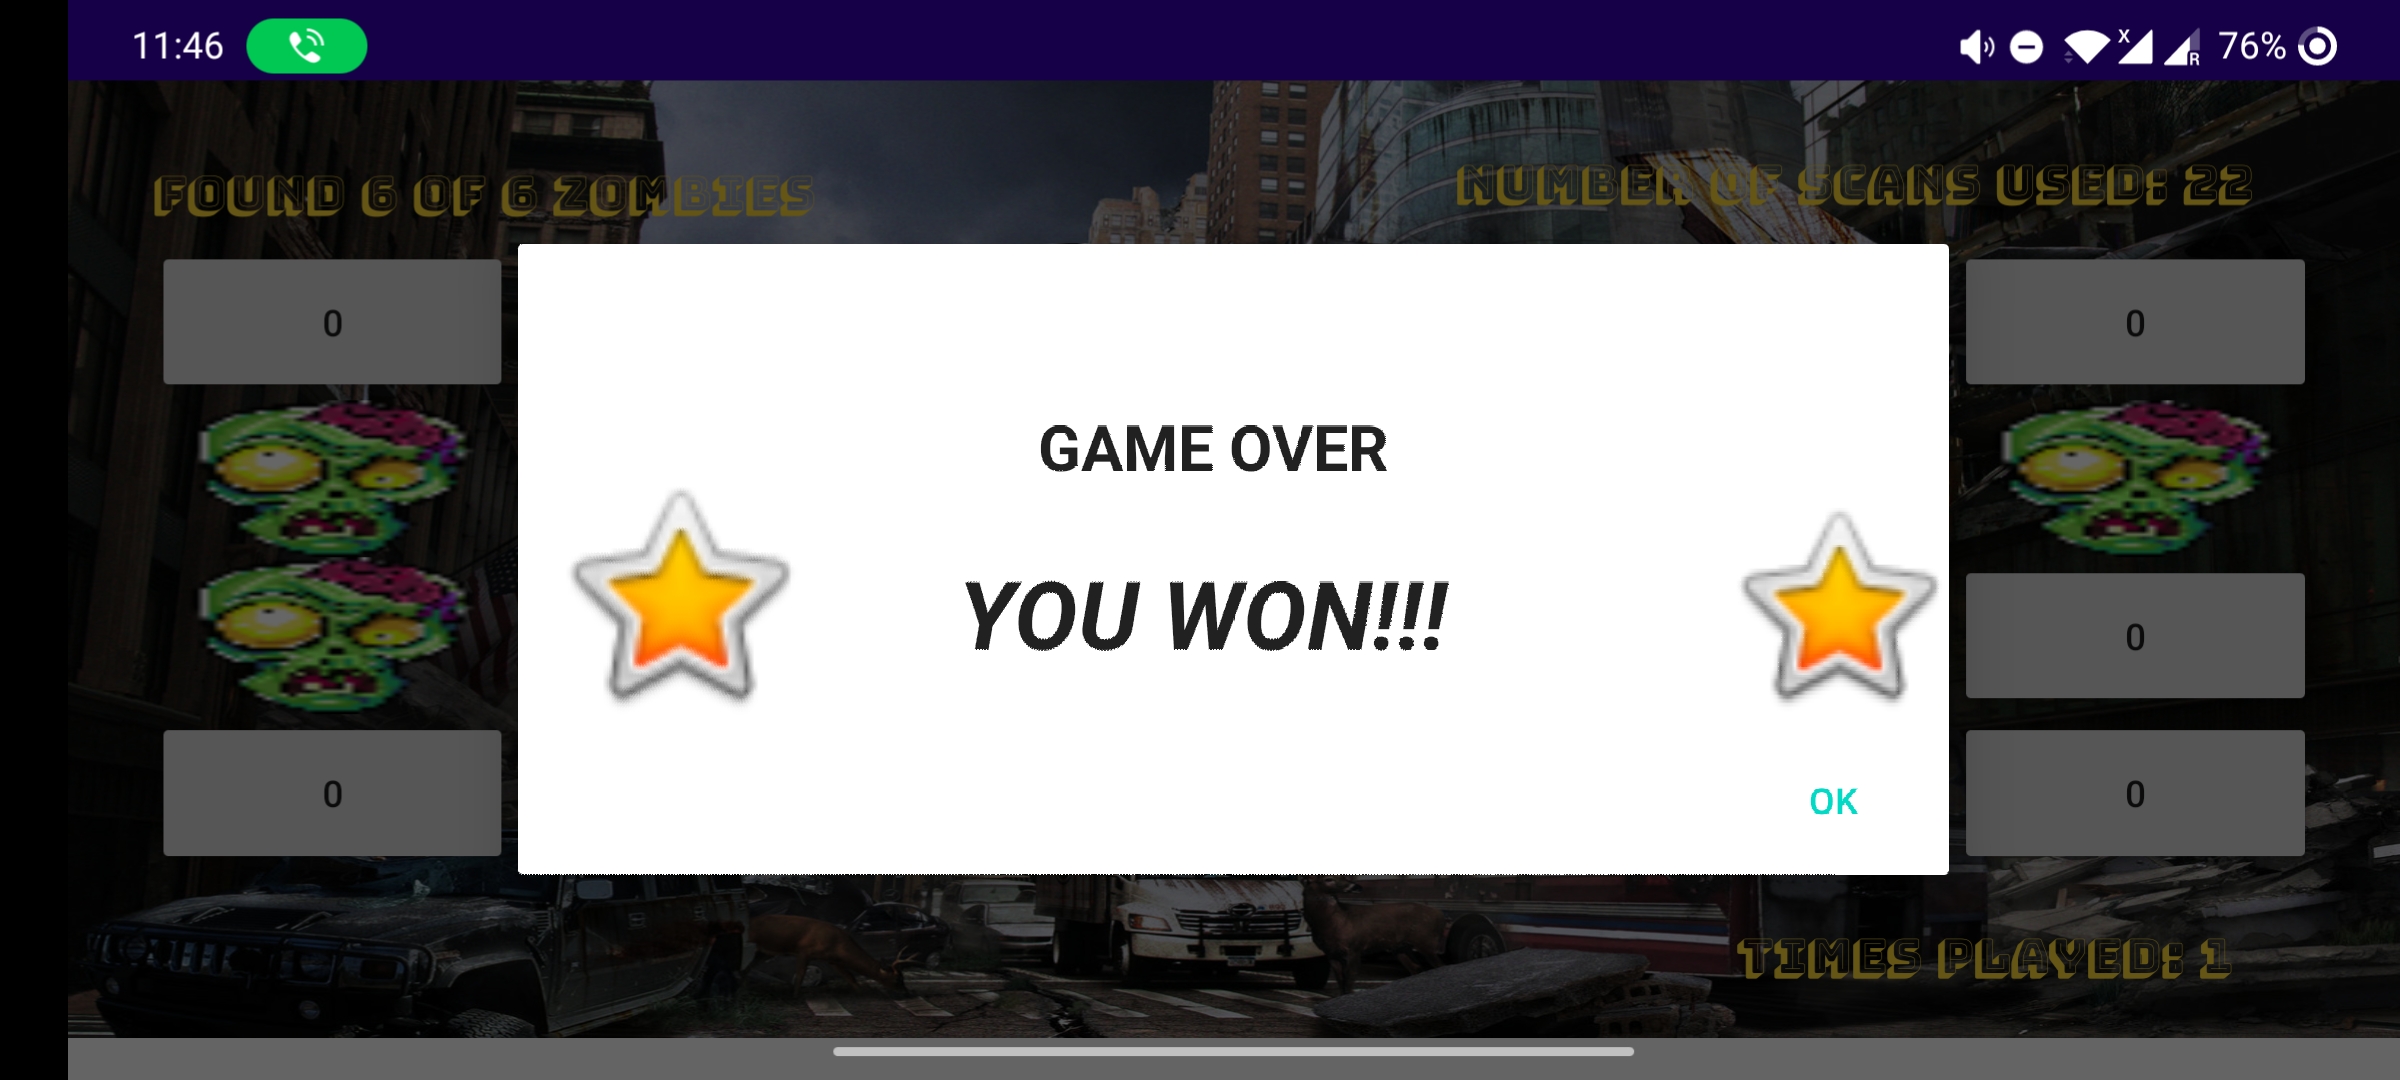 11:46
X
R
76%
FOUND 6 OF 6 ZOMBIES
NUMBER OF SCANS USED: 22
0
0
GAME OVER
YOU WON!!!
0
0
0
OK
TIMES PLAYED: 1